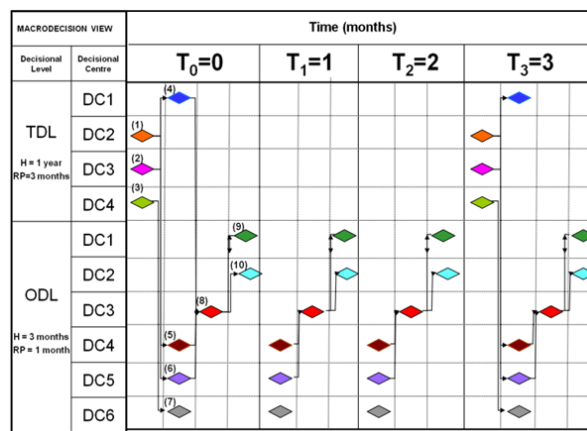 MACRODECISION VIEW
Time (months)
Decisional Level
Decisional Centre
T0=0
T1=1
T2=2
T3=3
TDL
H = 1 year
RP=3 months
DC1
DC2
DC3
DC4
(4)
(1)
(2)
(3)
ODL
H = 3 months
RP = 1 month
DC1
DC2
DC3
DC4
DC5
DC6
(9)
(10)
(8)
(5)
(6)
(7)